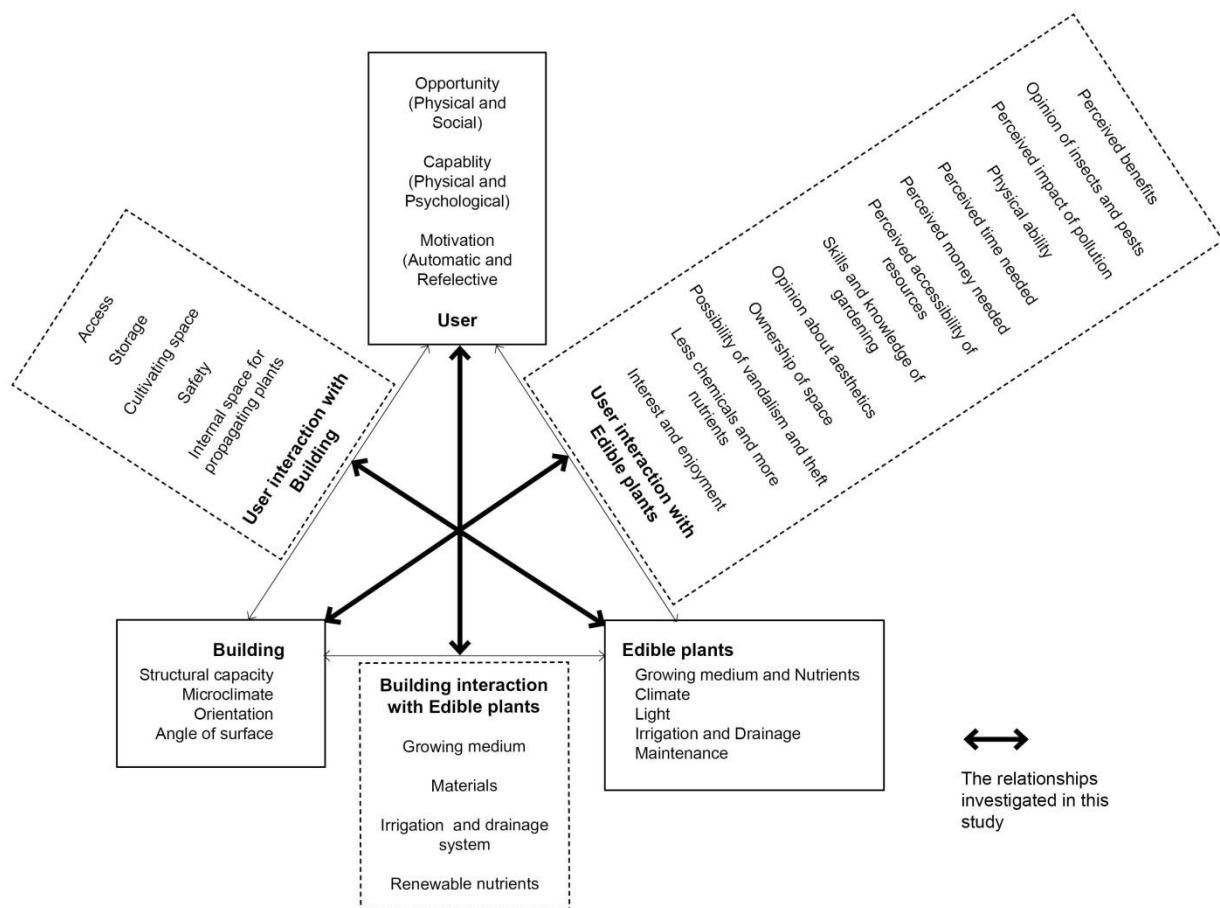 Opportunity
(Physical and
Social)
Capablity
(Physical and
Psychological)
Motivation
(Automatic and
Refelective
User
Access
Storage
Cultivating space
Safety
Internal space for
propagating plants
User interaction with
Building
Perceived benefits
Opinion of insects and pests
Perceived impact of pollution
Physical ability
Perceived time needed
Perceived money needed
Perceived accessibility of
resources
Skills and knowledge of
gardening
Opinion about aesthetics
Ownership of space
Possibility of vandalism and theft
Less chemicals and more
nutrients
Interest and enjoyment
User interaction with
Edible plants
Building
Structural capacity
Microclimate
Orientation
Angle of surface
Building interaction
with Edible plants
Growing medium
Materials
Irrigation and drainage
system
Renewable nutrients
Edible plants
Growing medium and Nutrients
Climate
Light
Irrigation and Drainage
Maintenance
The relationships
investigated in this
study